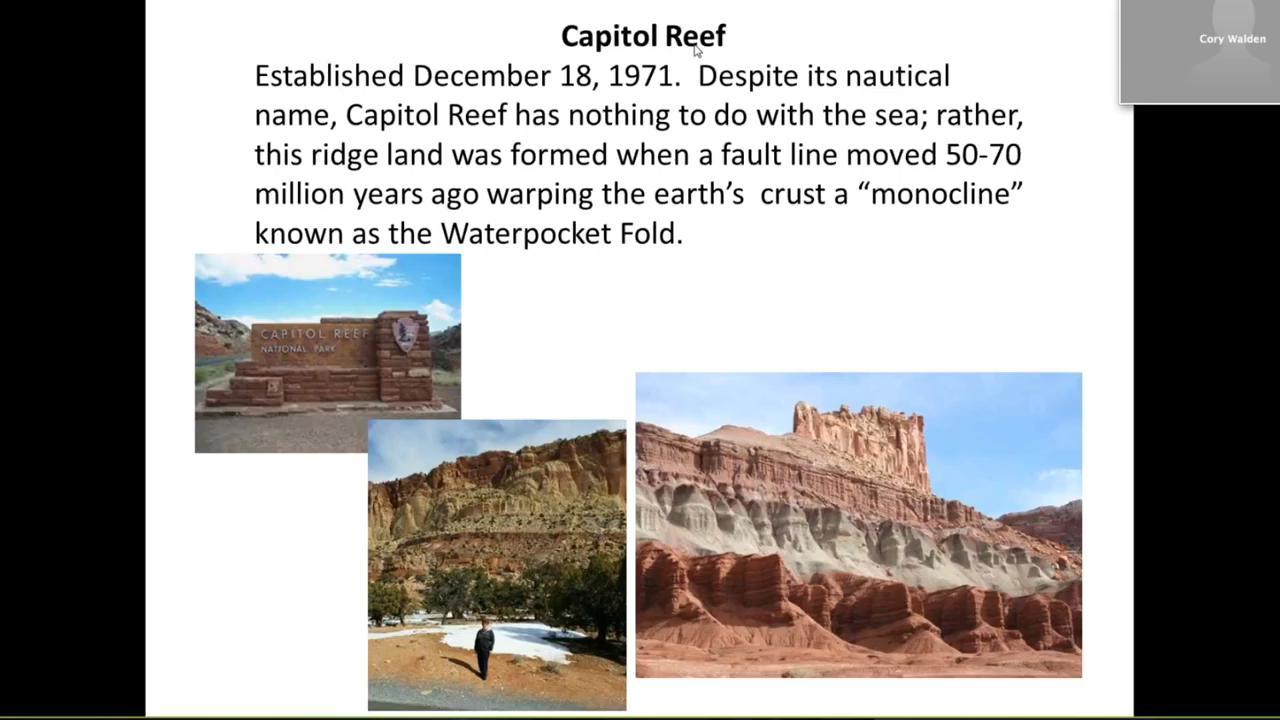 Capitol Reef
Cory Walden
Established December 18, 1971.  Despite its nautical
name, Capitol Reef has nothing to do with the sea; rather,
this ridge land was formed when a fault line moved 50-70
million years ago warping the earth’s  crust a “monocline”
known as the Waterpocket Fold.
CAPITOL REEF
NATIONAL PARK